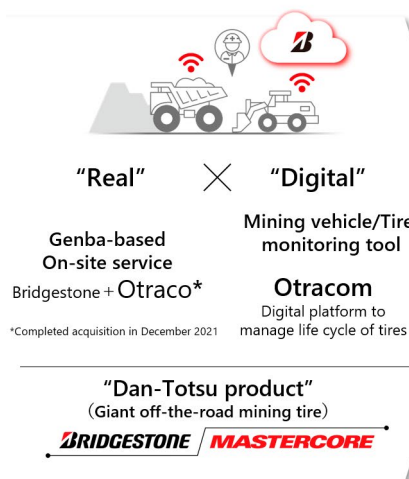 B
“Real” × “Digital”
Genba-based
On-site service
Bridgestone + Otraco*
*Completed acquisition in December 2021
Mining vehicle/Tire
monitoring tool
Otracom
Digital platform to
manage life cycle of tires
“Dan-Totsu product”
（Giant off-the-road mining tire）
BRIDGESTONE / MASTERCORE